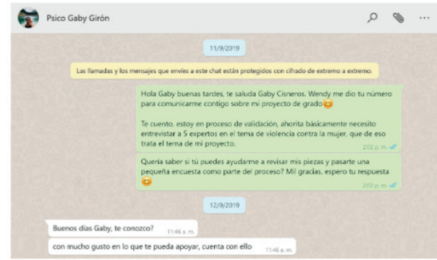 Psico Gaby Girón
11/9/2019
Las llamadas y los mensajes que envíes a este chat están protegidos con cifrado de extremo a extremo.
Hola Gaby buenas tardes, te saluda Gaby Cisneros. Wendy me dio tu número
para comunicarme contigo sobre mi proyecto de grado
Te cuento, estoy en proceso de validación, ahorita básicamente necesito
entrevistar a 5 expertos en el tema de violencia contra la mujer, que de eso
trata el tema de mi proyecto.
2:02 p. m.
Quería saber si tú puedes ayudarme a revisar mis piezas y pasarte una
pequeña encuesta como parte del proceso? Mil gracias, espero tu respuesta
2:02 p. m.
12/9/2019
Buenos días Gaby, te conozco?
11:46 a. m.
con mucho gusto en lo que te pueda apoyar, cuenta con ello
11:46 a. m.